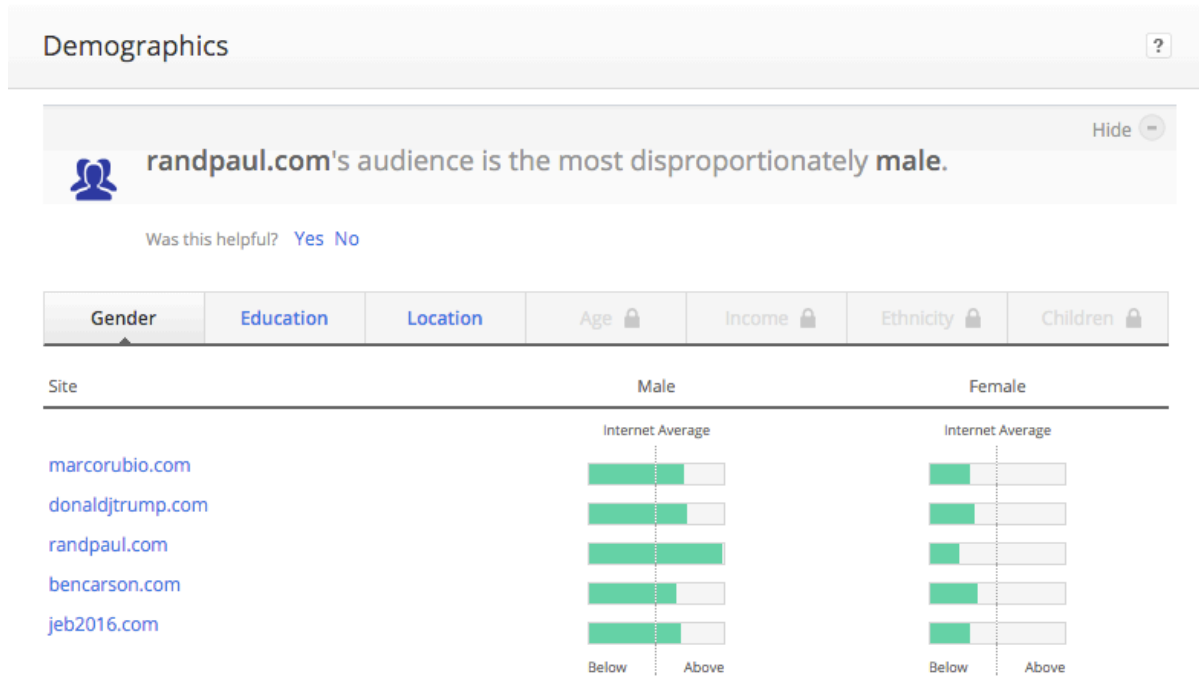 Demographics ?
Hide
randpaul.com's audience is the most disproportionately male.
Was this helpful? Yes No
Gender Education Location Age Income Ethnicity Children
Site Male Female
Internet Average Internet Average
marcorubio.com
donaldjtrump.com
randpaul.com
bencarson.com
jeb2016.com
Below Above Below Above